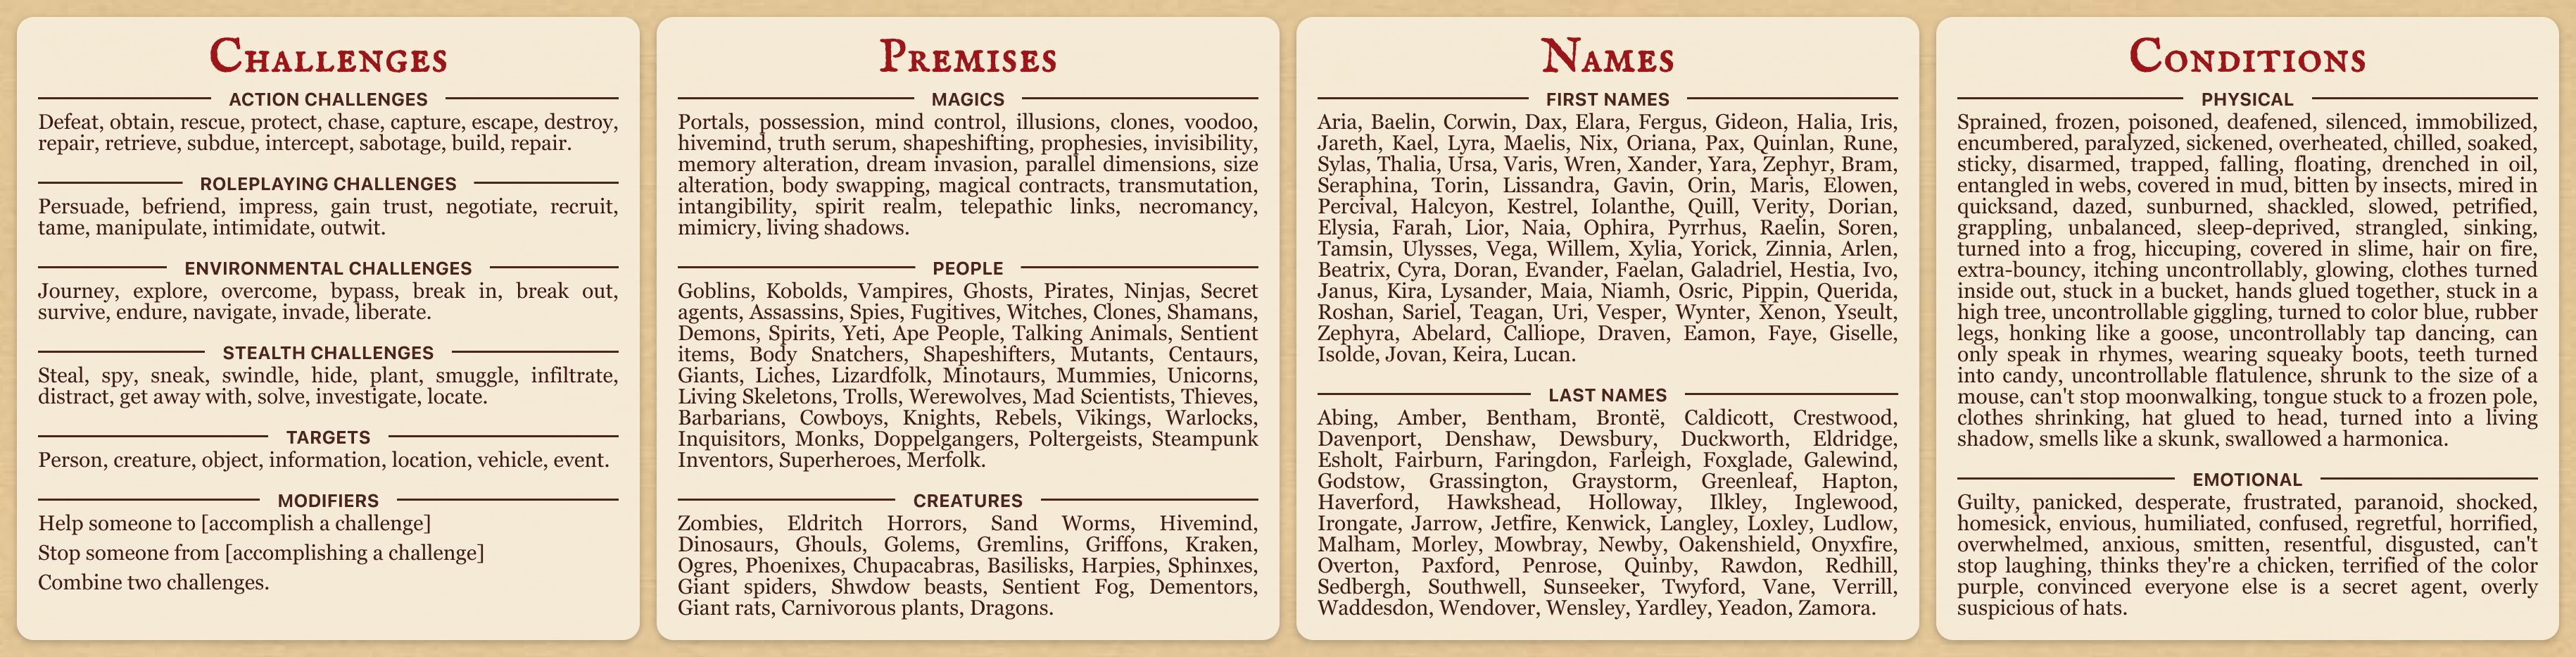 Challenges
ACTION CHALLENGES
Defeat, obtain, rescue, protect, chase, capture, escape, destroy,
repair, retrieve, subdue, intercept, sabotage, build, repair.
ROLEPLAYING CHALLENGES
Persuade, befriend, impress, gain trust, negotiate, recruit,
tame, manipulate, intimidate, outwit.
ENVIRONMENTAL CHALLENGES
Journey, explore, overcome, bypass, break in, break out,
survive, endure, navigate, invade, liberate.
STEALTH CHALLENGES
Steal, spy, sneak, swindle, hide, plant, smuggle, infiltrate,
distract, get away with, solve, investigate, locate.
TARGETS
Person, creature, object, information, location, vehicle, event.
MODIFIERS
Help someone to [accomplish a challenge]
Stop someone from [accomplishing a challenge]
Combine two challenges.
Premises
MAGICS
Portals, possession, mind control, illusions, clones, voodoo,
hivemind, truth serum, shapeshifting, prophesies, invisibility,
memory alteration, dream invasion, parallel dimensions, size
alteration, body swapping, magical contracts, transmutation,
intangibility, spirit realm, telepathic links, necromancy,
mimicry, living shadows.
PEOPLE
Goblins, Kobolds, Vampires, Ghosts, Pirates, Ninjas, Secret
agents, Assassins, Spies, Fugitives, Witches, Clones, Shamans,
Demons, Spirits, Yeti, Ape People, Talking Animals, Sentient
items, Body Snatchers, Shapeshifters, Mutants, Centaurs,
Giants, Liches, Lizardfolk, Minotaurs, Mummies, Unicorns,
Living Skeletons, Trolls, Werewolves, Mad Scientists, Thieves,
Barbarians, Cowboys, Knights, Rebels, Vikings, Warlocks,
Inquisitors, Monks, Doppelgangers, Poltergeists, Steampunk
Inventors, Superheroes, Merfolk.
CREATURES
Zombies, Eldritch Horrors, Sand Worms, Hivemind,
Dinosaurs, Ghouls, Golems, Gremlins, Griffons, Kraken,
Ogres, Phoenixes, Chupacabras, Basilisks, Harpies, Sphinxes,
Giant spiders, Shwdow beasts, Sentient Fog, Dementors,
Giant rats, Carnivorous plants, Dragons.
Names
FIRST NAMES
Aria, Baelin, Corwin, Dax, Elara, Fergus, Gideon, Halia, Iris,
Jareth, Kael, Lyra, Maelis, Nix, Oriana, Pax, Quinlan, Rune,
Sylas, Thalia, Ursa, Varis, Wren, Xander, Yara, Zephyr, Bram,
Seraphina, Torin, Lissandra, Gavin, Orin, Maris, Elowen,
Percival, Halcyon, Kestrel, Iolanthe, Quill, Verity, Dorian,
Elysia, Farah, Lior, Naia, Ophira, Pyrrhus, Raelin, Soren,
Tamsin, Ulysses, Vega, Willem, Xylia, Yorick, Zinnia, Arlen,
Beatrix, Cyra, Doran, Evander, Faelan, Galadriel, Hestia, Ivo,
Janus, Kira, Lysander, Maia, Niamh, Osric, Pippin, Querida,
Roshan, Sariel, Teagan, Uri, Vesper, Wynter, Xenon, Yseult,
Zephyra, Abelard, Calliope, Draven, Eamon, Faye, Giselle,
Isolde, Jovan, Keira, Lucan.
LAST NAMES
Abing, Amber, Bentham, Brontë, Caldicott, Crestwood,
Davenport, Denshaw, Dewsbury, Duckworth, Eldridge,
Esholt, Fairburn, Faringdon, Farleigh, Foxglade, Galewind,
Godstow, Grassington, Graystorm, Greenleaf, Hapton,
Haverford, Hawkshead, Holloway, Ilkley, Inglewood,
Irongate, Jarrow, Jetfire, Kenwick, Langley, Loxley, Ludlow,
Malham, Morley, Mowbray, Newby, Oakenshield, Onyxfire,
Overton, Paxford, Penrose, Quinby, Rawdon, Redhill,
Sedbergh, Southwell, Sunseeker, Twyford, Vane, Verrill,
Waddesdon, Wendover, Wensley, Yardley, Yeadon, Zamora.
Conditions
PHYSICAL
Sprained, frozen, poisoned, deafened, silenced, immobilized,
encumbered, paralyzed, sickened, overheated, chilled, soaked,
sticky, disarmed, trapped, falling, floating, drenched in oil,
entangled in webs, covered in mud, bitten by insects, mired in
quicksand, dazed, sunburned, shackled, slowed, petrified,
grappling, unbalanced, sleep-deprived, strangled, sinking,
turned into a frog, hiccuping, covered in slime, hair on fire,
extra-bouncy, itching uncontrollably, glowing, clothes turned
inside out, stuck in a bucket, hands glued together, stuck in a
high tree, uncontrollable giggling, turned to color blue, rubber
legs, honking like a goose, uncontrollably tap dancing, can
only speak in rhymes, wearing squeaky boots, teeth turned
into candy, uncontrollable flatulence, shrunk to the size of a
mouse, can't stop moonwalking, tongue stuck to a frozen pole,
clothes shrinking, hat glued to head, turned into a living
shadow, smells like a skunk, swallowed a harmonica.
EMOTIONAL
Guilty, panicked, desperate, frustrated, paranoid, shocked,
homesick, envious, humiliated, confused, regretful, horrified,
overwhelmed, anxious, smitten, resentful, disgusted, can't
stop laughing, thinks they're a chicken, terrified of the color
purple, convinced everyone else is a secret agent, overly
suspicious of hats.